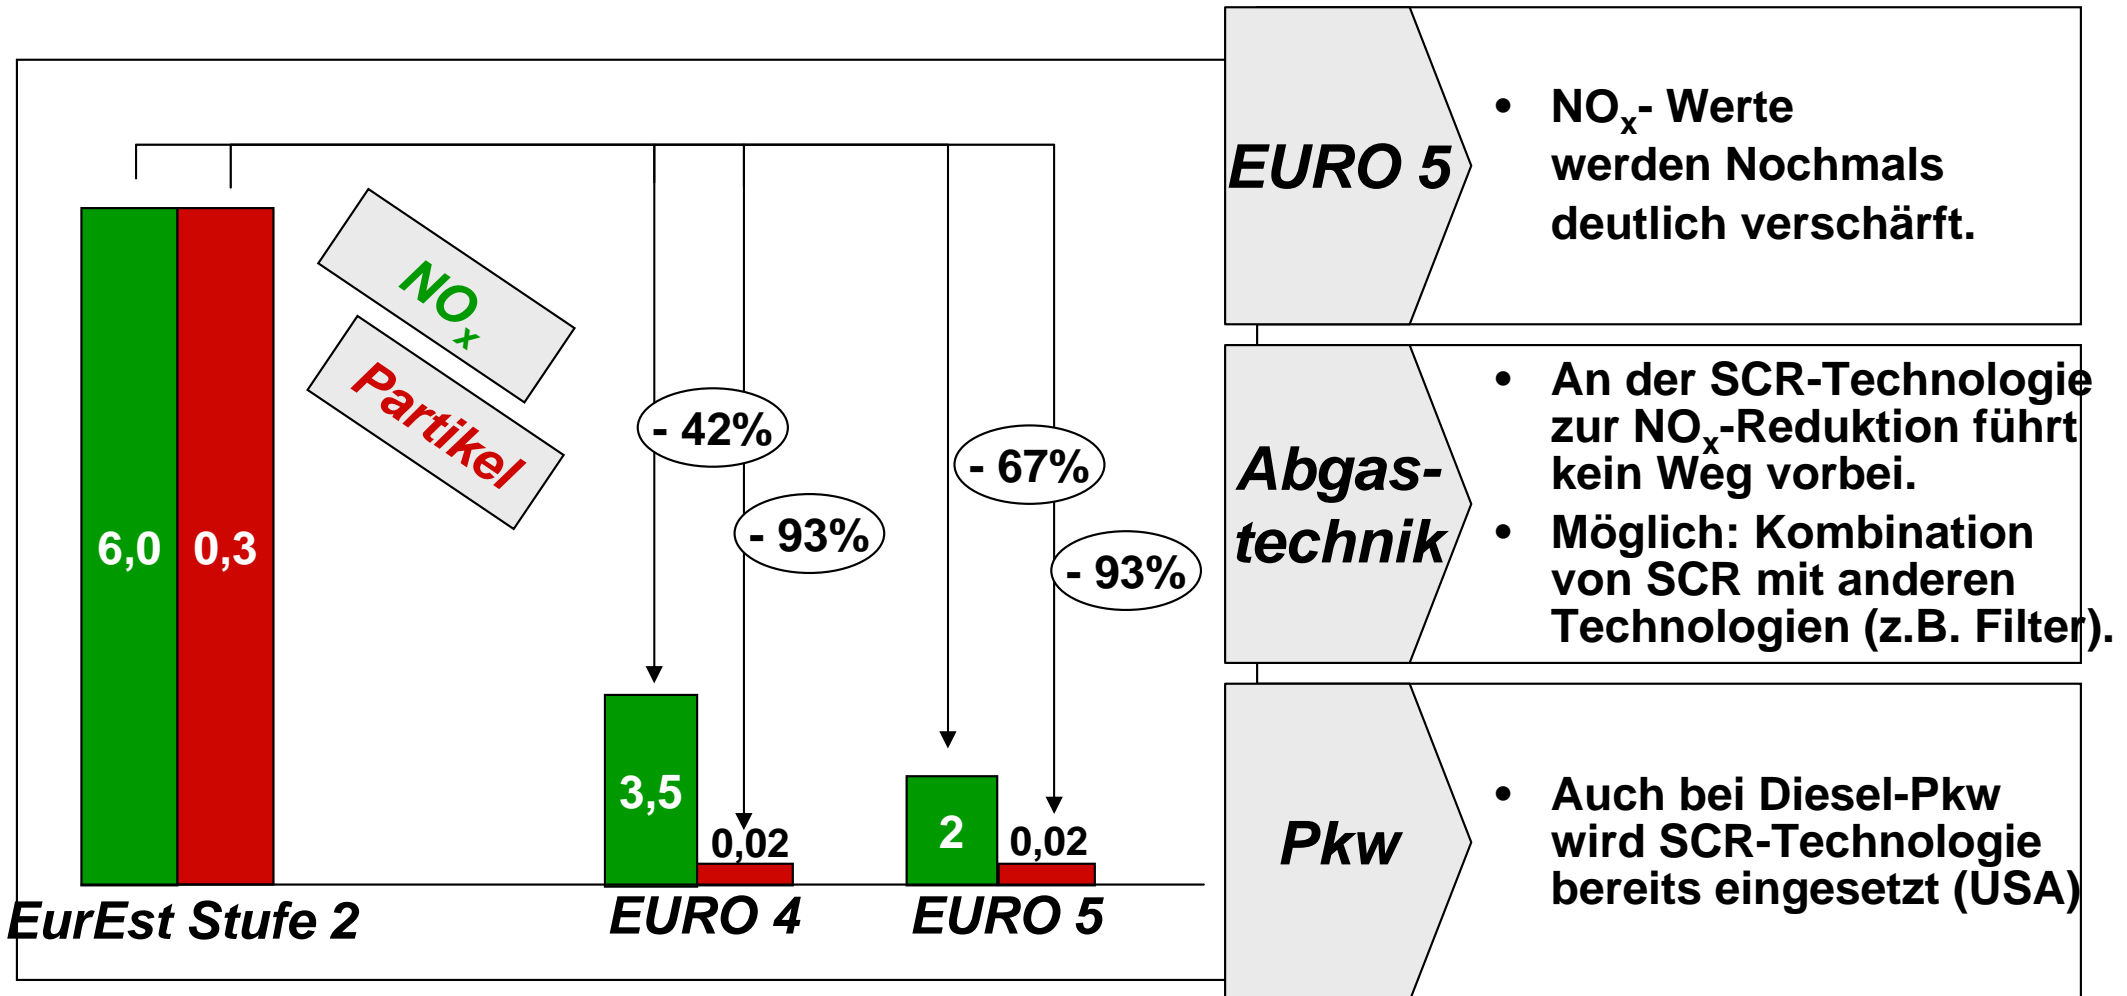 NOx
Partikel
- 42%
- 93%
- 67%
- 93%
6,0 0,3
3,5
0,02
2
0,02
EurEst Stufe 2
EURO 4
EURO 5
EURO 5
• NOx- Werte
werden Nochmals
deutlich verschärft.
Abgas-
technik
• An der SCR-Technologie
zur NOx-Reduktion führt
kein Weg vorbei.
• Möglich: Kombination
von SCR mit anderen
Technologien (z.B. Filter).
Pkw
• Auch bei Diesel-Pkw
wird SCR-Technologie
bereits eingesetzt (USA)